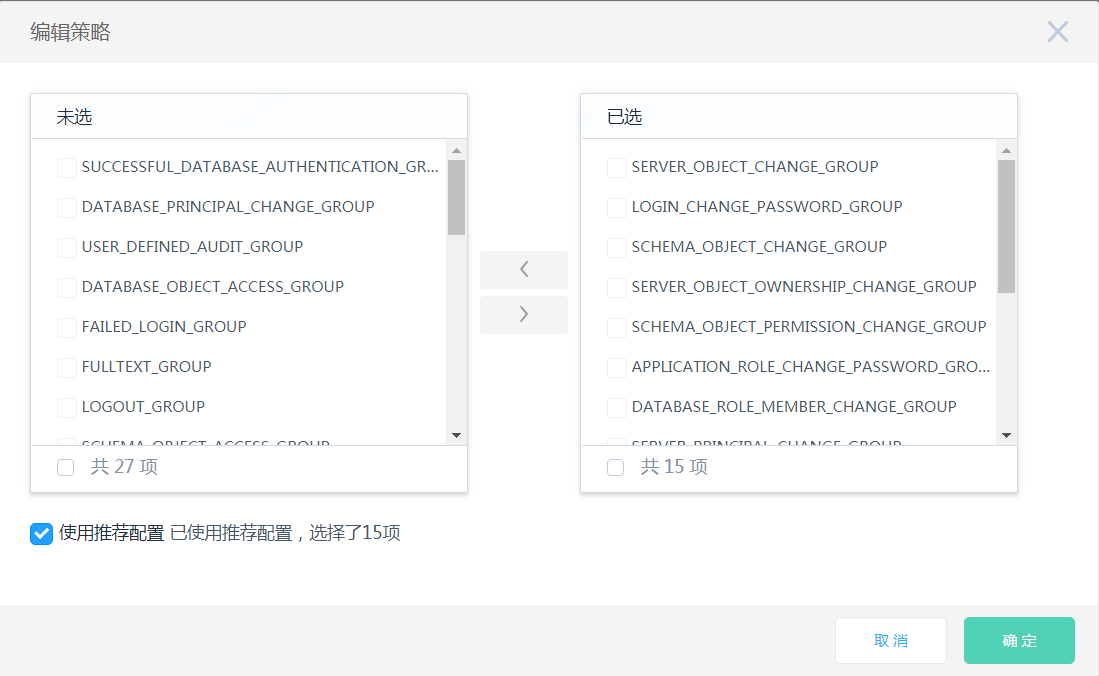 编辑策略
未选
SUCCESSFUL_DATABASE_AUTHENTICATION_GR...
DATABASE_PRINCIPAL_CHANGE_GROUP
USER_DEFINED_AUDIT_GROUP
DATABASE_OBJECT_ACCESS_GROUP
FAILED_LOGIN_GROUP
FULLTEXT_GROUP
LOGOUT_GROUP
SCHEMA_OBJECT_ACCESS_GROUP
共 27 项
已选
SERVER_OBJECT_CHANGE_GROUP
LOGIN_CHANGE_PASSWORD_GROUP
SCHEMA_OBJECT_CHANGE_GROUP
SERVER_OBJECT_OWNERSHIP_CHANGE_GROUP
SCHEMA_OBJECT_PERMISSION_CHANGE_GROUP
APPLICATION_ROLE_CHANGE_PASSWORD_GRO...
DATABASE_ROLE_MEMBER_CHANGE_GROUP
SERVER_PRINCIPAL_CHANGE_GROUP
共 15 项
使用推荐配置 已使用推荐配置，选择了15项
取消
确定